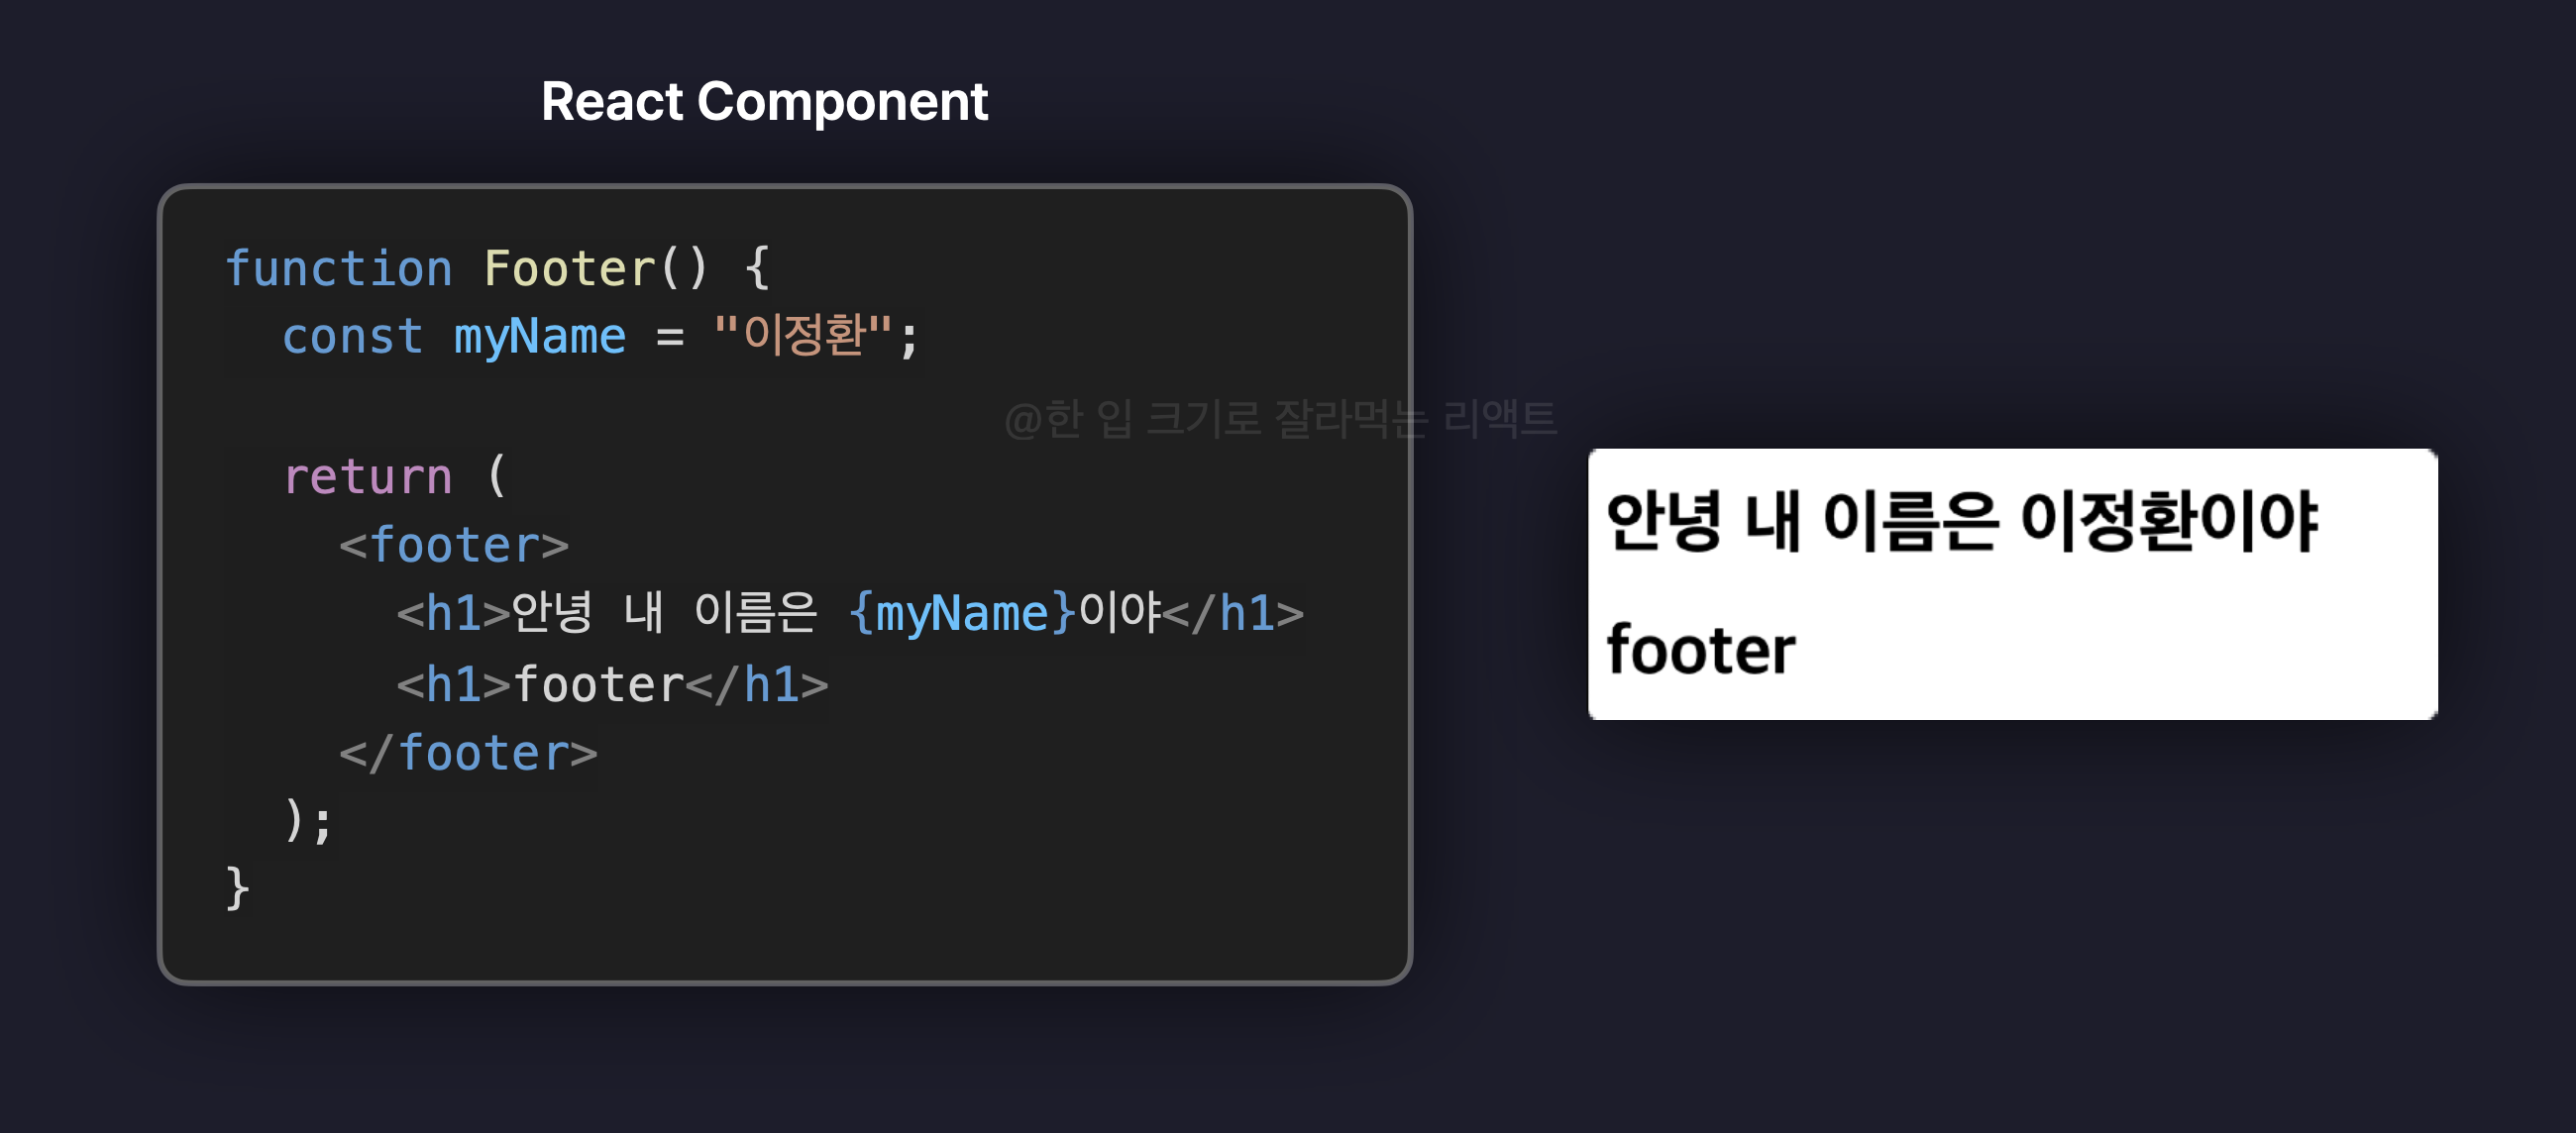 React Component
function Footer() {
  const myName = "이정환";
@한 입 크기로 잘라먹는 리액트
  return (
    <footer>
      <h1>안녕 내 이름은 {myName}이야</h1>
      <h1>footer</h1>
    </footer>
  );
}
안녕 내 이름은 이정환이야
footer